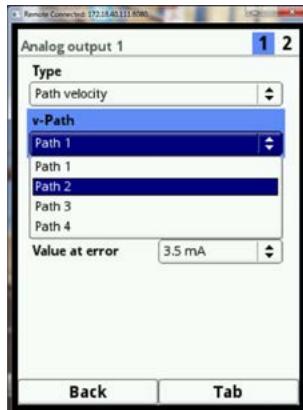 Remote Connected: 172.18.40.111:8080
Analog output 1 1 2
Type
Path velocity
v-Path
Path 1
Path 1
Path 2
Path 3
Path 4
Value at error 3.5 mA
Back Tab